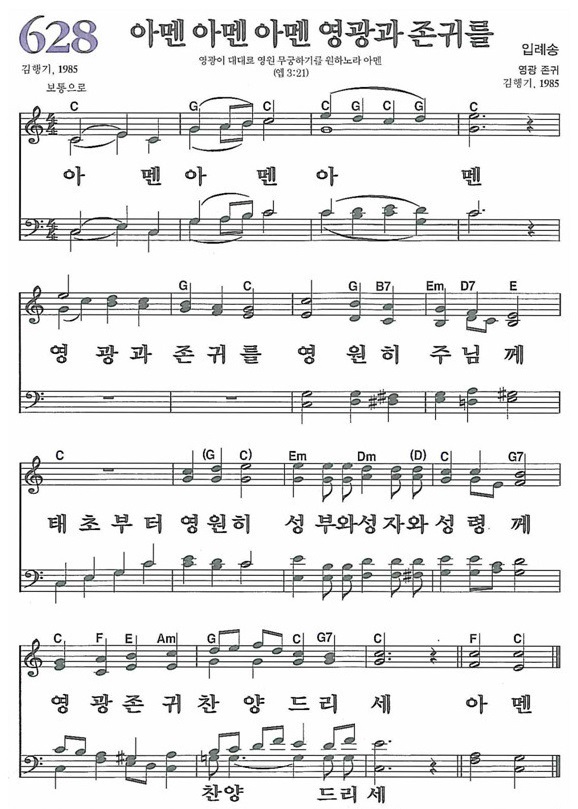 628 아멘 아멘 아멘 영광과 존귀를 입례송
김행기, 1985 영광이 대대로 영원 무궁하기를 원하노라 아멘 영광 존귀
(엡 3:21) 김행기, 1985
보통으로
C G C C G C
아 멘 아 멘 아 멘
G C G B7 Em D7 E
영 광 과 존 귀 를 영 원 히 주 님 께
C (G C) Em Dm (D) C G7
태 초 부 터 영 원 히 성 부 와 성 자 와 성 령 께
C F E Am G C G7 C F C
영 광 존 귀 찬 양 드 리 세 아 멘
찬양 드 리 세